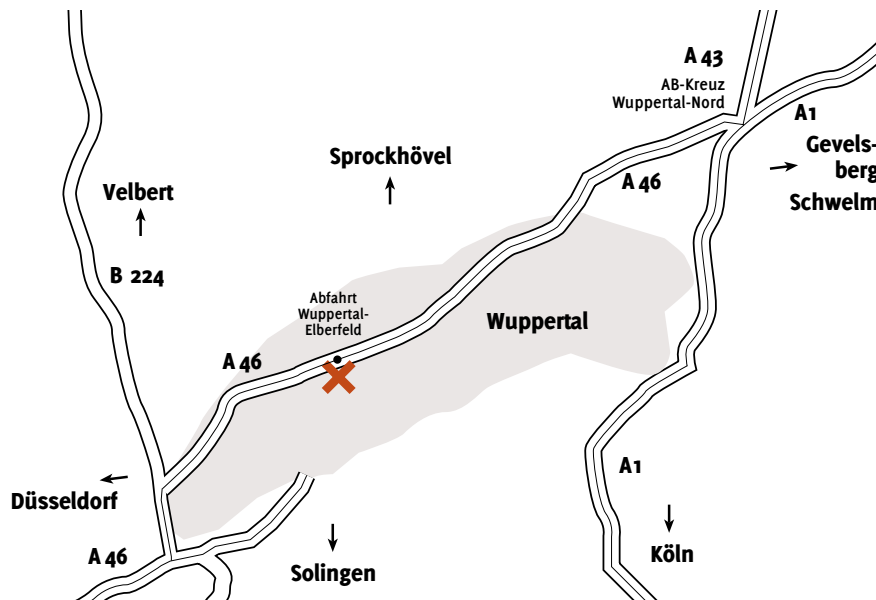 A 43
AB-Kreuz
Wuppertal-Nord
A1
Gevels-
berg
Schwelm
Sprockhövel
A 46
Velbert
B 224
Abfahrt
Wuppertal-
Elberfeld
Wuppertal
A 46
A1
Düsseldorf
A 46
Solingen
Köln